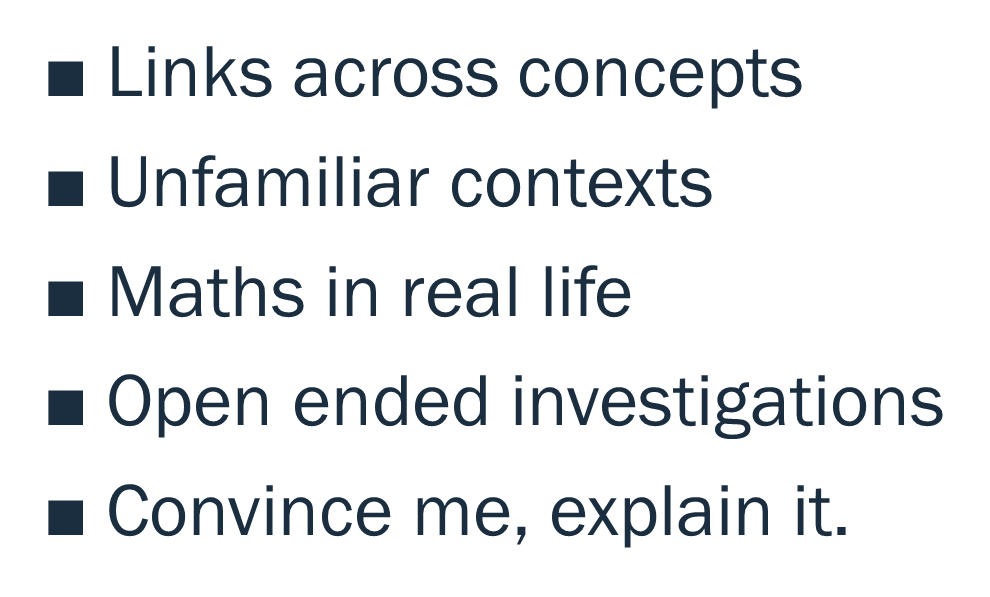 ■ Links across concepts
■ Unfamiliar contexts
■ Maths in real life
■ Open ended investigations
■ Convince me, explain it.